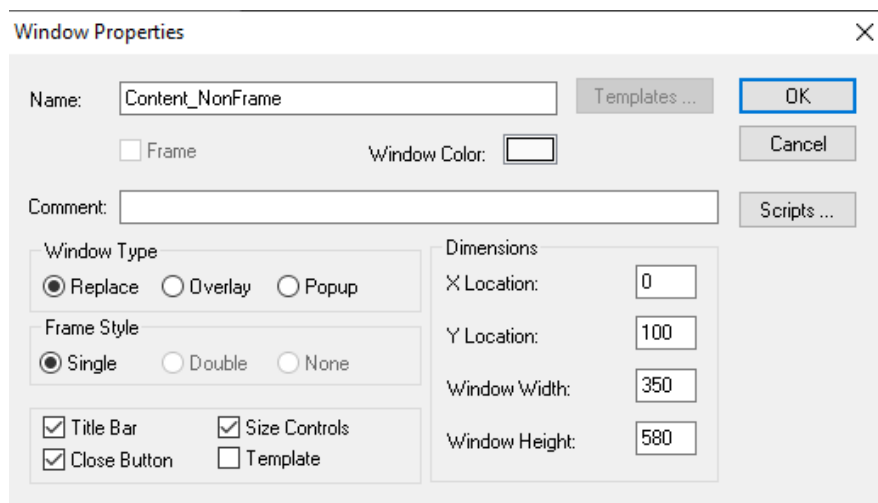 Window Properties
Name: Content_NonFrame Templates ... OK
Frame Window Color: Cancel
Comment: Scripts ...
Window Type
Replace Overlay Popup
Frame Style
Single Double None
Title Bar Size Controls
Close Button Template
Dimensions
X Location: 0
Y Location: 100
Window Width: 350
Window Height: 580